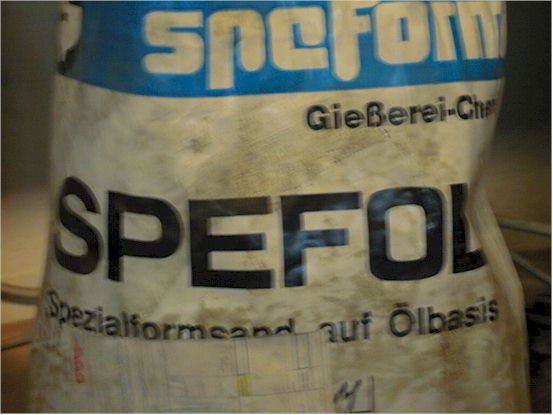 speform
Gießerei-Che
SPEFOL
Spezialformsand auf Ölbasis